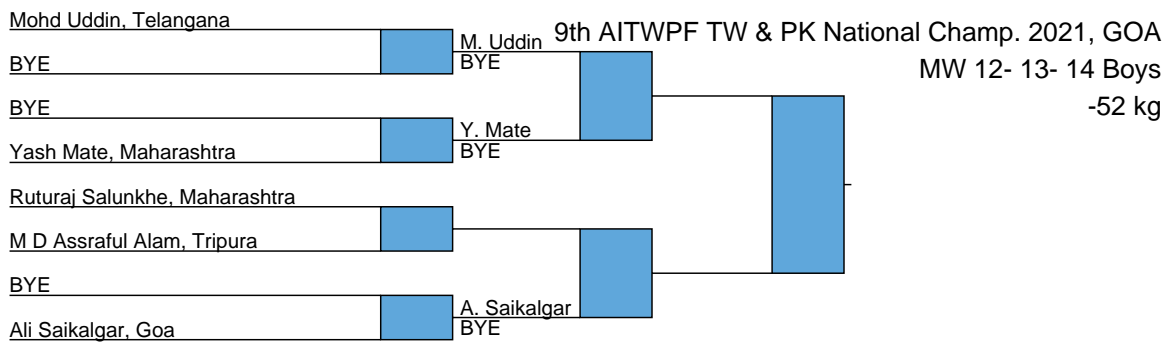 Mohd Uddin, Telangana
BYE
BYE
Yash Mate, Maharashtra
Ruturaj Salunkhe, Maharashtra
M D Assraful Alam, Tripura
BYE
Ali Saikalgar, Goa
M. Uddin
BYE
Y. Mate
BYE
A. Saikalgar
BYE
9th AITWPF TW & PK National Champ. 2021, GOA
MW 12- 13- 14 Boys
-52 kg